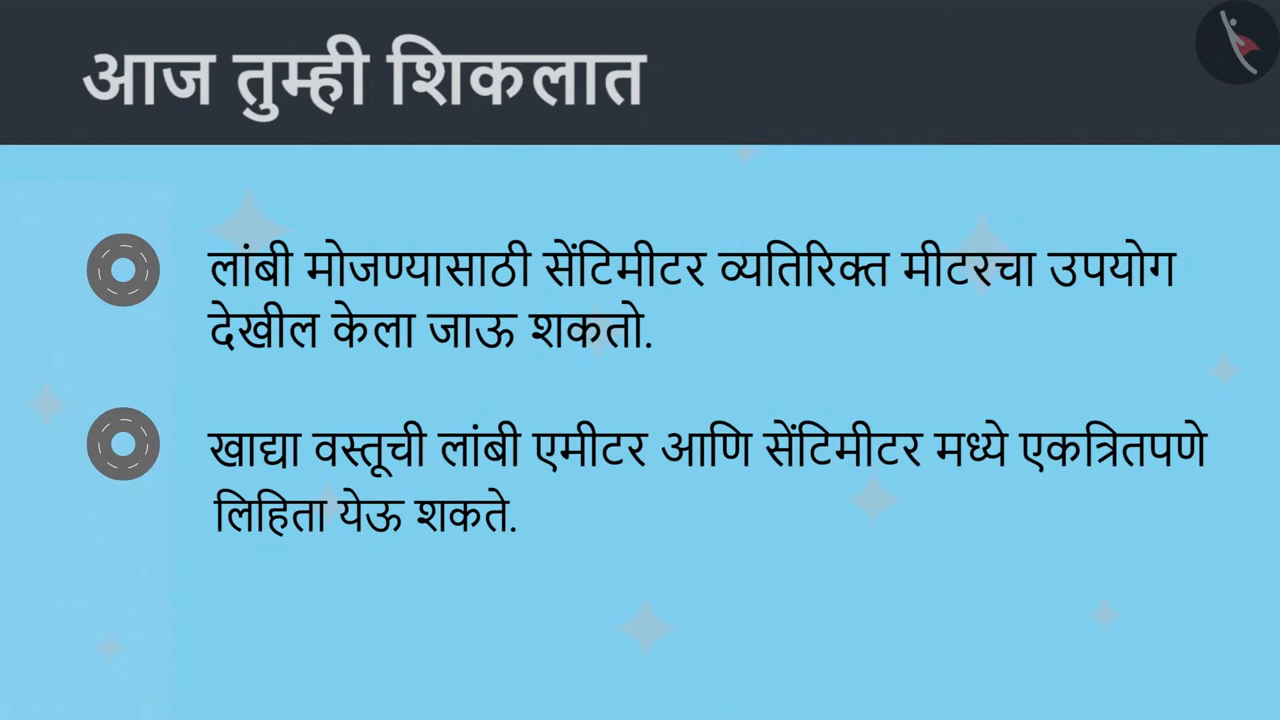 आज तुम्ही शिकलात
लांबी मोजण्यासाठी सेंटिमीटर व्यतिरिक्त मीटरचा उपयोग
देखील केला जाऊ शकतो.
खाद्या वस्तूची लांबी एमीटर आणि सेंटिमीटर मध्ये एकत्रितपणे
लिहिता येऊ शकते.